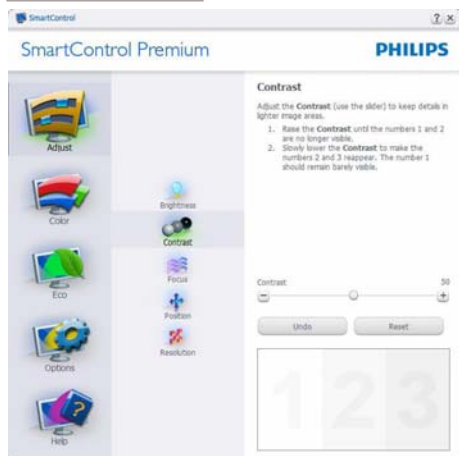 SmartControl
SmartControl Premium
PHILIPS
Adjust
Color
Eco
Options
Help
Brightness
Contrast
Focus
Position
Resolution
Contrast
Adjust the Contrast (use the slider) to keep details in
lighter image areas.
1. Raise the Contrast until the numbers 1 and 2
are no longer visible.
2. Slowly lower the Contrast to make the
numbers 2 and 3 reappear. The number 1
should remain barely visible.
Contrast 50
Undo Reset
1 2 3